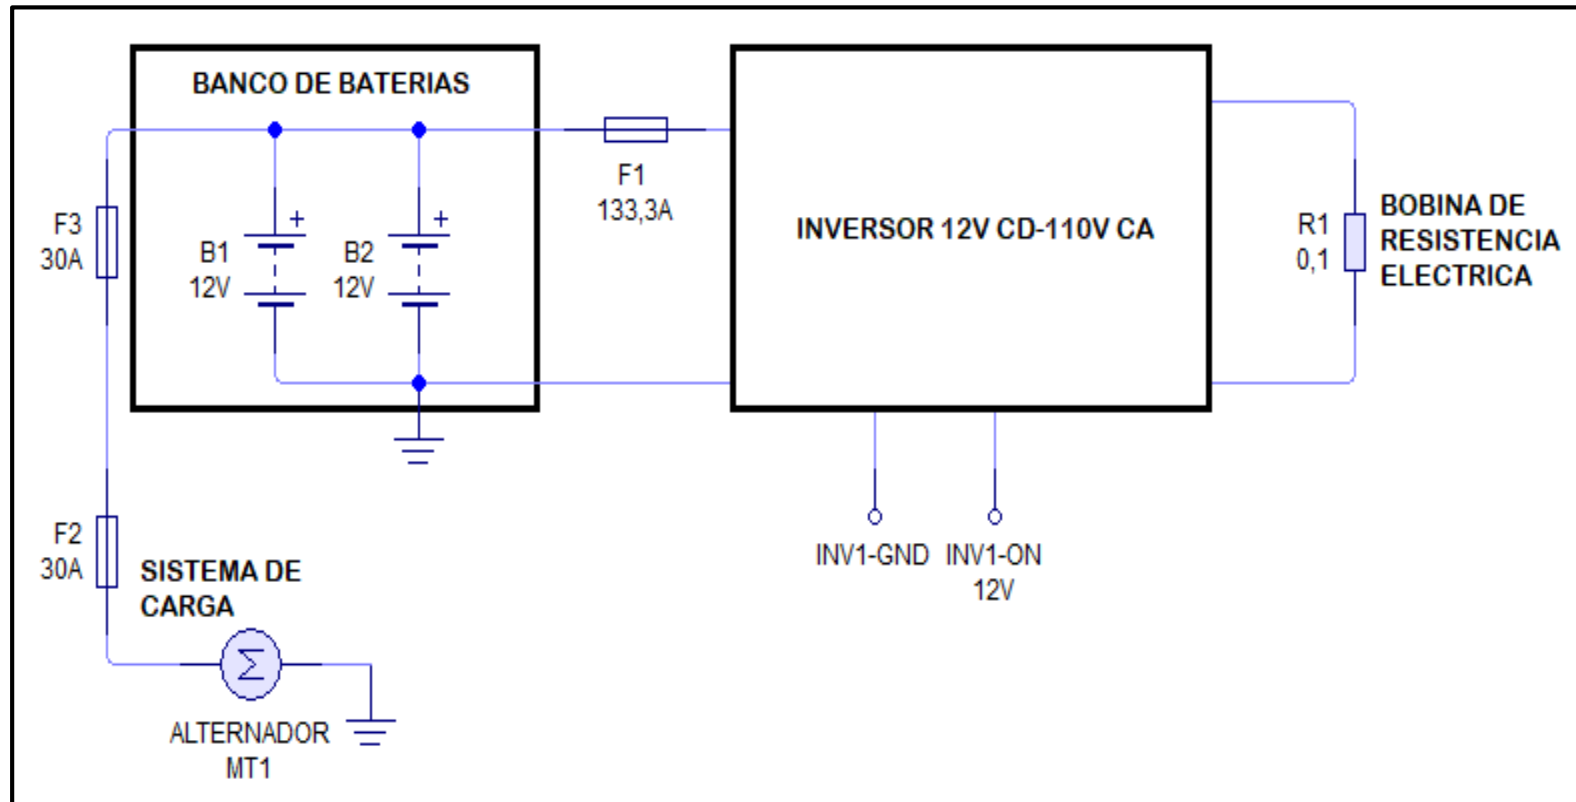 BANCO DE BATERIAS
F1
133,3A
F3
30A
B1
12V
B2
12V
INVERSOR 12V CD-110V CA
R1
0,1
BOBINA DE
RESISTENCIA
ELECTRICA
INV1-GND
INV1-ON
12V
F2
30A
SISTEMA DE
CARGA
Σ
ALTERNADOR
MT1